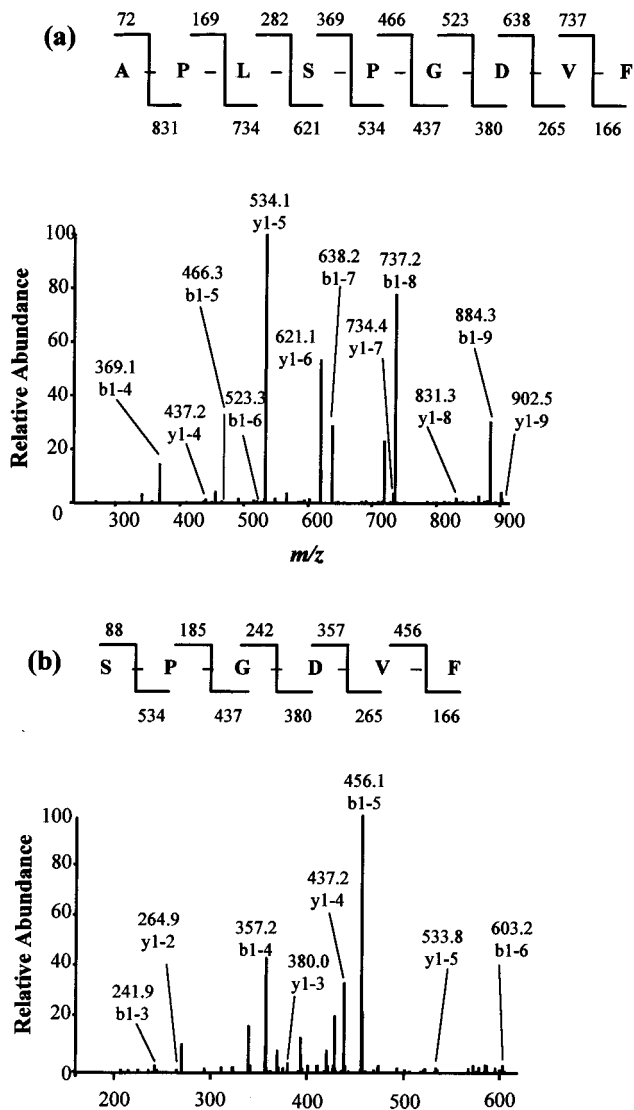 (a)
72 169 282 369 466 523 638 737
A – P – L – S – P – G – D – V – F
831 734 621 534 437 380 265 166
534.1
y1-5
466.3
b1-5
638.2
b1-7
737.2
b1-8
884.3
b1-9
369.1
b1-4
437.2
y1-4
523.3
b1-6
621.1
y1-6
734.4
y1-7
831.3
y1-8
902.5
y1-9
Relative Abundance
100
80
60
40
20
0
300 400 500 600 700 800 900
m/z
(b)
88 185 242 357 456
S – P – G – D – V – F
534 437 380 265 166
456.1
b1-5
437.2
y1-4
264.9
y1-2
357.2
b1-4
380.0
y1-3
533.8
y1-5
603.2
b1-6
241.9
b1-3
Relative Abundance
100
80
60
40
20
0
200 300 400 500 600